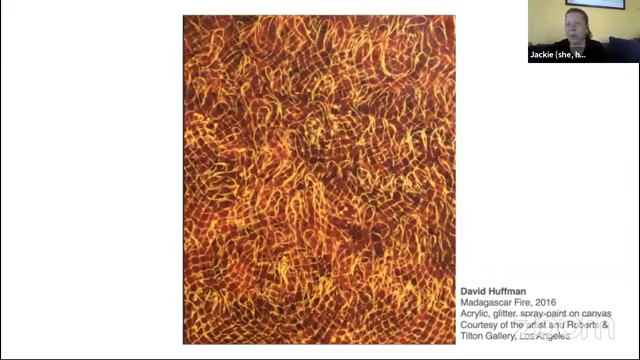 Jackie (she, h...
David Huffman
Madagascar Fire, 2016
Acrylic, glitter, spray-paint on canvas
Courtesy of the artist and Roberts &
Tilton Gallery, Los Angeles
zoom